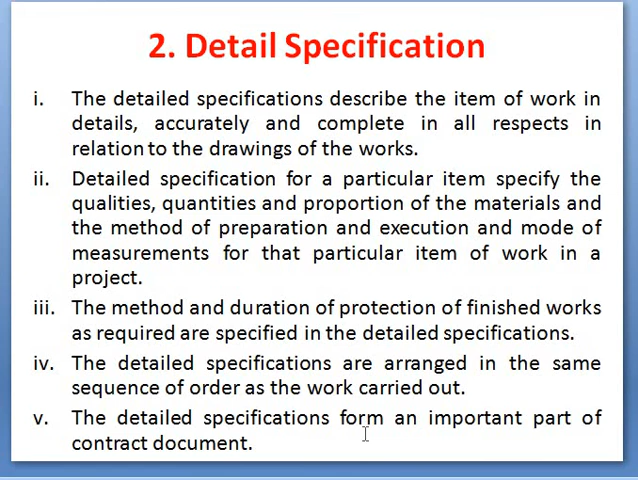 2. Detail Specification
i. The detailed specifications describe the item of work in
details, accurately and complete in all respects in
relation to the drawings of the works.
ii. Detailed specification for a particular item specify the
qualities, quantities and proportion of the materials and
the method of preparation and execution and mode of
measurements for that particular item of work in a
project.
iii. The method and duration of protection of finished works
as required are specified in the detailed specifications.
iv. The detailed specifications are arranged in the same
sequence of order as the work carried out.
v. The detailed specifications form an important part of
contract document.